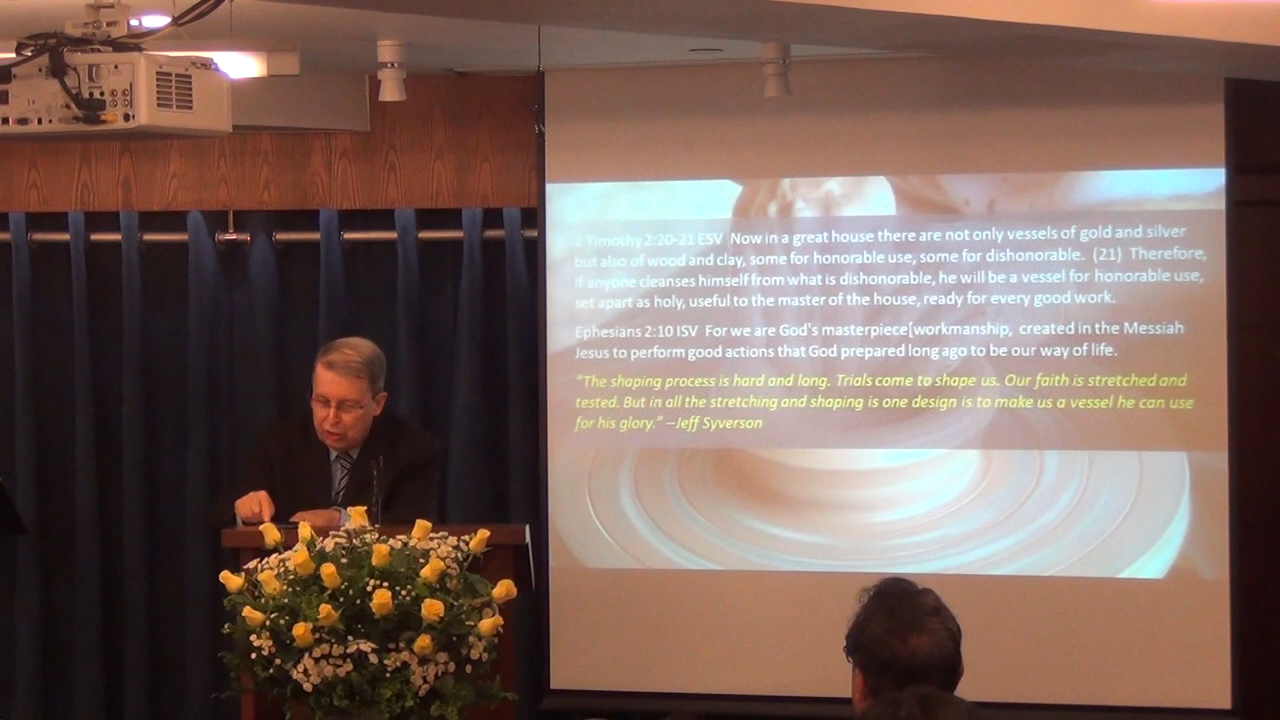 2 Timothy 2:20-21 ESV Now in a great house there are not only vessels of gold and silver
but also of wood and clay, some for honorable use, some for dishonorable. (21) Therefore,
if anyone cleanses himself from what is dishonorable, he will be a vessel for honorable use,
set apart as holy, useful to the master of the house, ready for every good work.
Ephesians 2:10 ISV For we are God's masterpiece[workmanship, created in the Messiah
Jesus to perform good actions that God prepared long ago to be our way of life.
“The shaping process is hard and long. Trials come to shape us. Our faith is stretched and
tested. But in all the stretching and shaping is one design is to make us a vessel he can use
for his glory.” –Jeff Syverson